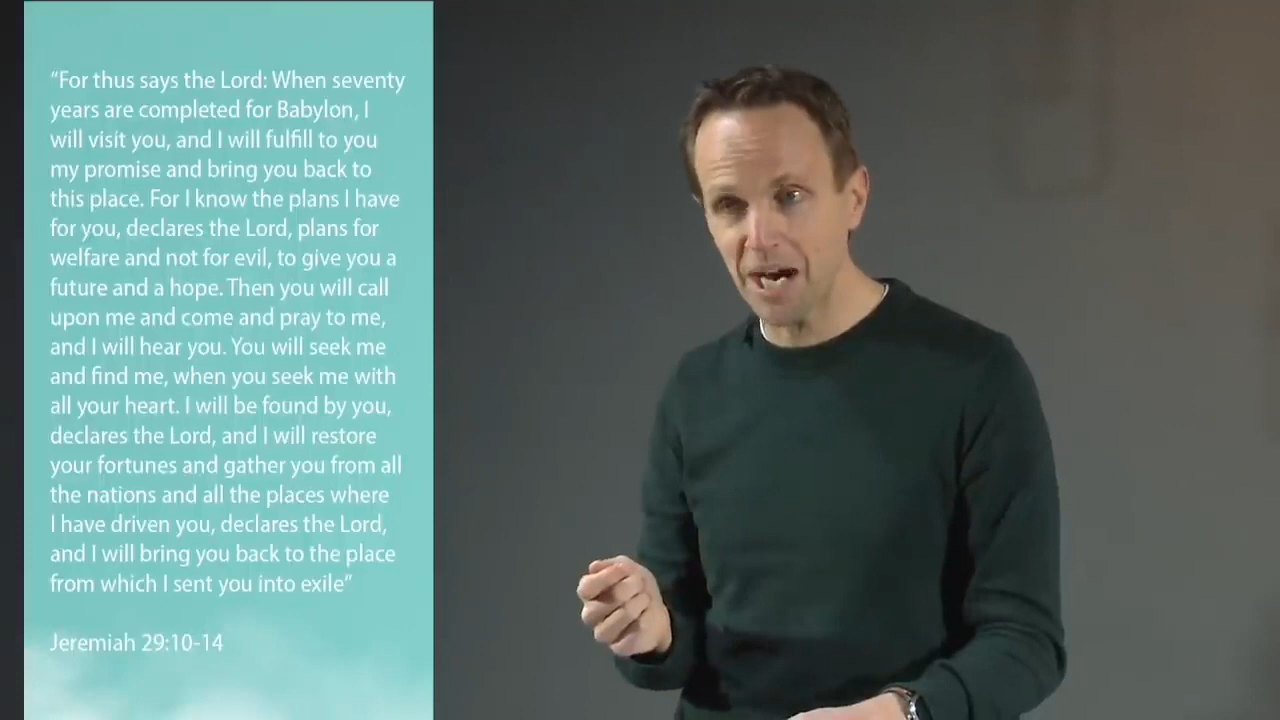 “For thus says the Lord: When seventy
years are completed for Babylon, I
will visit you, and I will fulfill to you
my promise and bring you back to
this place. For I know the plans I have
for you, declares the Lord, plans for
welfare and not for evil, to give you a
future and a hope. Then you will call
upon me and come and pray to me,
and I will hear you. You will seek me
and find me, when you seek me with
all your heart. I will be found by you,
declares the Lord, and I will restore
your fortunes and gather you from all
the nations and all the places where
I have driven you, declares the Lord,
and I will bring you back to the place
from which I sent you into exile”
Jeremiah 29:10-14